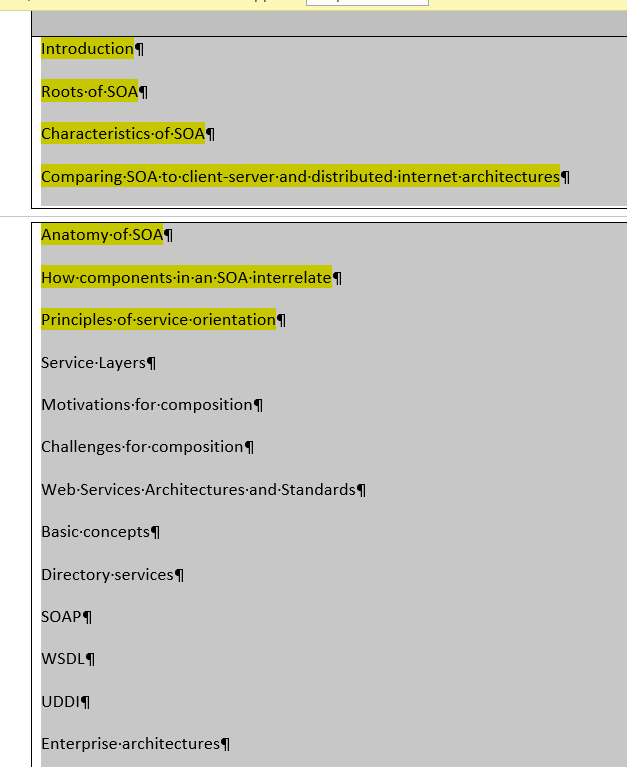 Introduction¶
Roots·of·SOA¶
Characteristics·of·SOA¶
Comparing·SOA·to·client-server·and·distributed·internet·architectures¶
Anatomy·of·SOA¶
How·components·in·an·SOA·interrelate¶
Principles·of·service·orientation¶
Service·Layers¶
Motivations·for·composition¶
Challenges·for·composition¶
Web·Services·Architectures·and·Standards¶
Basic·concepts¶
Directory·services¶
SOAP¶
WSDL¶
UDDI¶
Enterprise·architectures¶